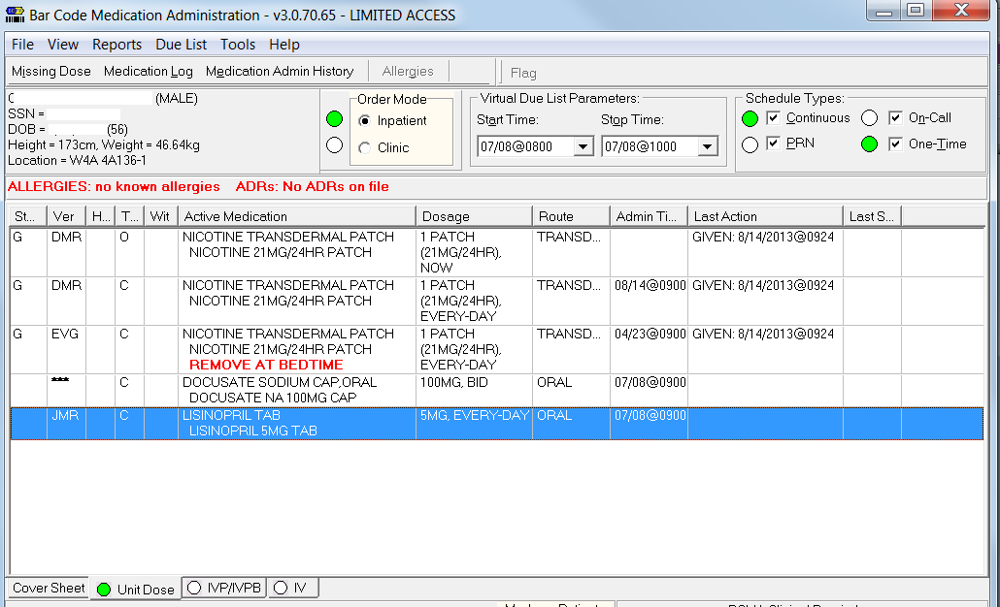 Bar Code Medication Administration - v3.0.70.65 - LIMITED ACCESS
File View Reports Due List Tools Help
Missing Dose Medication Log Medication Admin History Allergies Flag
(MALE)
SSN =
DOB = (56)
Height = 173cm, Weight = 46.64kg
Location = W4A 4A136-1
Order Mode
Inpatient
Clinic
Virtual Due List Parameters:
Start Time: Stop Time:
07/08@0800 07/08@1000
Schedule Types:
Continuous On-Call
PRN One-Time
ALLERGIES: no known allergies ADRs: No ADRs on file
St... Ver H... T... Wit Active Medication Dosage Route Admin Ti... Last Action Last S...
G DMR O NICOTINE TRANSDERMAL PATCH 1 PATCH TRANSD... GIVEN: 8/14/2013@0924
NICOTINE 21MG/24HR PATCH (21MG/24HR),
NOW
G DMR C NICOTINE TRANSDERMAL PATCH 1 PATCH TRANSD... 08/14@0900 GIVEN: 8/14/2013@0924
NICOTINE 21MG/24HR PATCH (21MG/24HR),
EVERY-DAY
G EVG C NICOTINE TRANSDERMAL PATCH 1 PATCH TRANSD... 04/23@0900 GIVEN: 8/14/2013@0924
NICOTINE 21MG/24HR PATCH (21MG/24HR),
REMOVE AT BEDTIME EVERY-DAY
*** C DOCUSATE SODIUM CAP,ORAL 100MG, BID ORAL 07/08@0900
DOCUSATE NA 100MG CAP
JMR C LISINOPRIL TAB 5MG, EVERY-DAY ORAL 07/08@0900
LISINOPRIL 5MG TAB
Cover Sheet Unit Dose IVP/IVPB IV